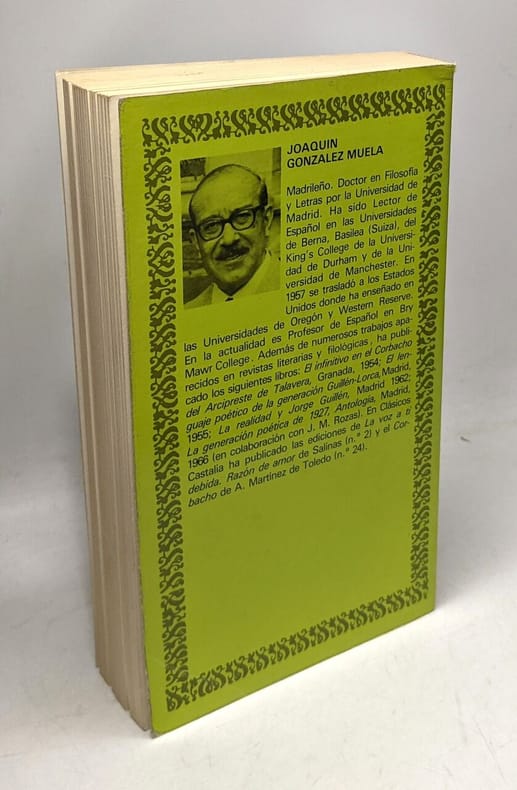 JOAQUIN
GONZALEZ MUELA
Madrileño. Doctor en Filosofía
y Letras por la Universidad de
Madrid. Ha sido Lector de
Español en las Universidades
de Berna, Basilea (Suiza), del
King's College de la Universi-
dad de Durham y de la Uni-
versidad de Manchester. En
1957 se trasladó a los Estados
Unidos donde ha enseñado en
las Universidades de Oregón y Western Reserve.
En la actualidad es Profesor de Español en Bry
Mawr College. Además de numerosos trabajos apa-
recidos en revistas literarias y filológicas, ha publi-
cado los siguientes libros: El infinitivo en el Corbacho
del Arcipreste de Talavera, Granada, 1954; El len-
guaje poético de la generación Guillén-Lorca, Madrid,
1955; La realidad y Jorge Guillén, Madrid 1962;
La generación poética de 1927, Antología, Madrid,
1966 (en colaboración con J. M. Rozas). En Clásicos
Castalia ha publicado las ediciones de La voz a ti
debida. Razón de amor de Salinas (n.º 2) y el Cor-
bacho de A. Martinez de Toledo (n.º 24).